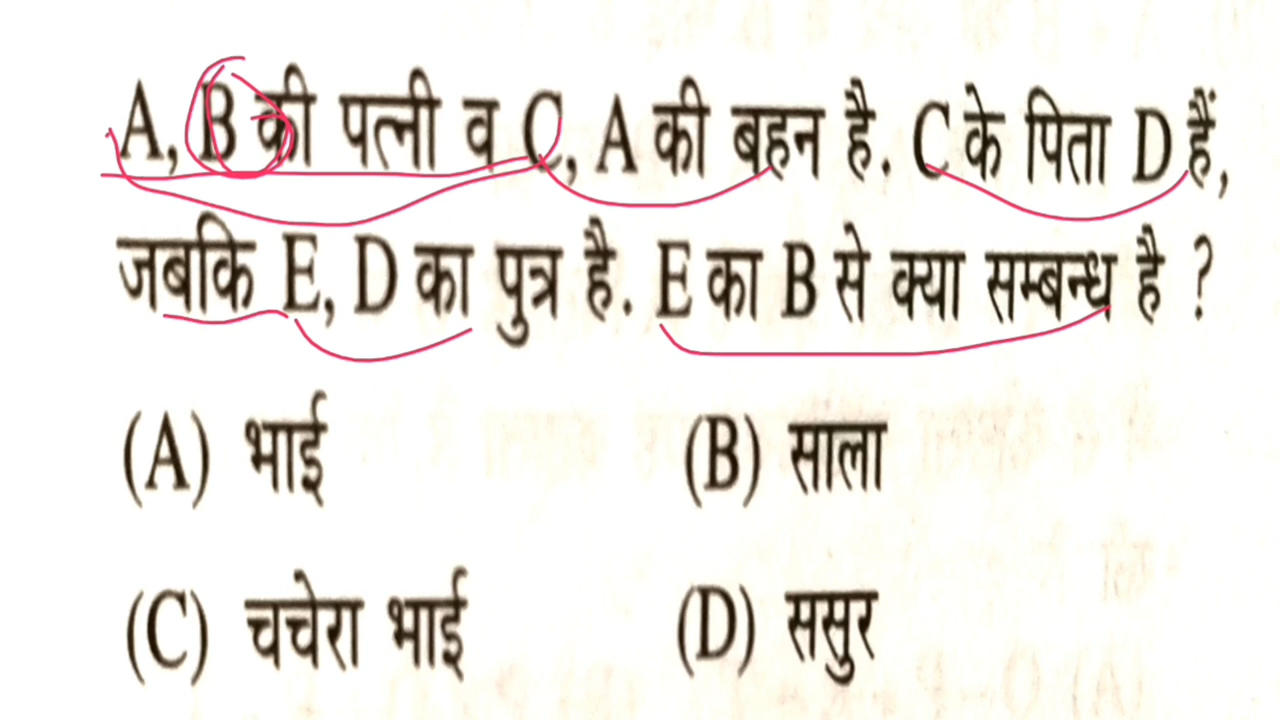 A, B की पत्नी व C, A की बहन है. C के पिता D हैं,
जबकि E, D का पुत्र है. E का B से क्या सम्बन्ध है ?
(A) भाई (B) साला
(C) चचेरा भाई (D) ससुर